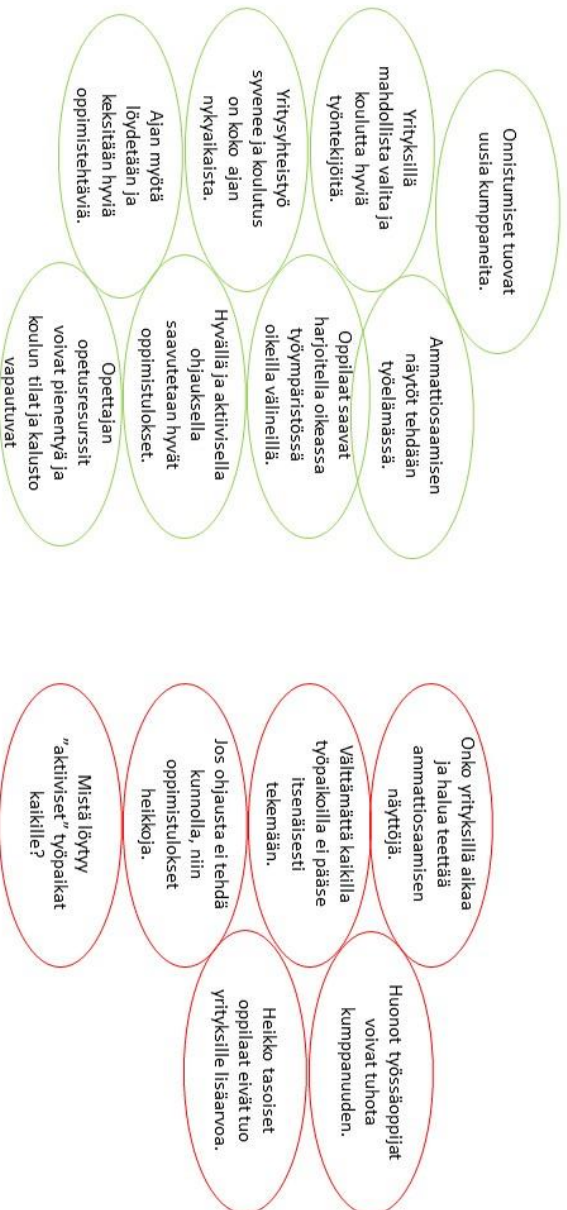 Onnistumiset tuovat
uusia kumppaneita.
Yrityksillä
mahdollista valita ja
koulutta hyviä
työntekijöitä.
Yritysyhteistyö
syvenee ja koulutus
on koko ajan
nykyaikaista.
Ajan myötä
löydetään ja
keksitään hyviä
oppimistehtäviä.
Ammattiosaamisen
näytöt tehdään
työelämässä.
Oppilaat saavat
harjoitella oikeassa
työympäristössä
oikeilla välineillä.
Hyvällä ja aktiivisella
ohjauksella
saavutetaan hyvät
oppimistulokset.
Opettajan
opetusresurssit
voivat pienentyä ja
koulun tilat ja kalusto
vapautuvat
Onko yrityksillä aikaa
ja halua teettää
ammattiosaamisen
näyttöjä.
Välttämättä kaikilla
työpaikoilla ei pääse
itsenäisesti
tekemään.
Jos ohjausta ei tehdä
kunnolla, niin
oppimistulokset
heikkoja.
Mistä löytyy
”aktiiviset” työpaikat
kaikille?
Huonot työssäoppijat
voivat tuhota
kumppanuuden.
Heikko tasoiset
oppilaat eivät tuo
yrityksille lisäarvoa.